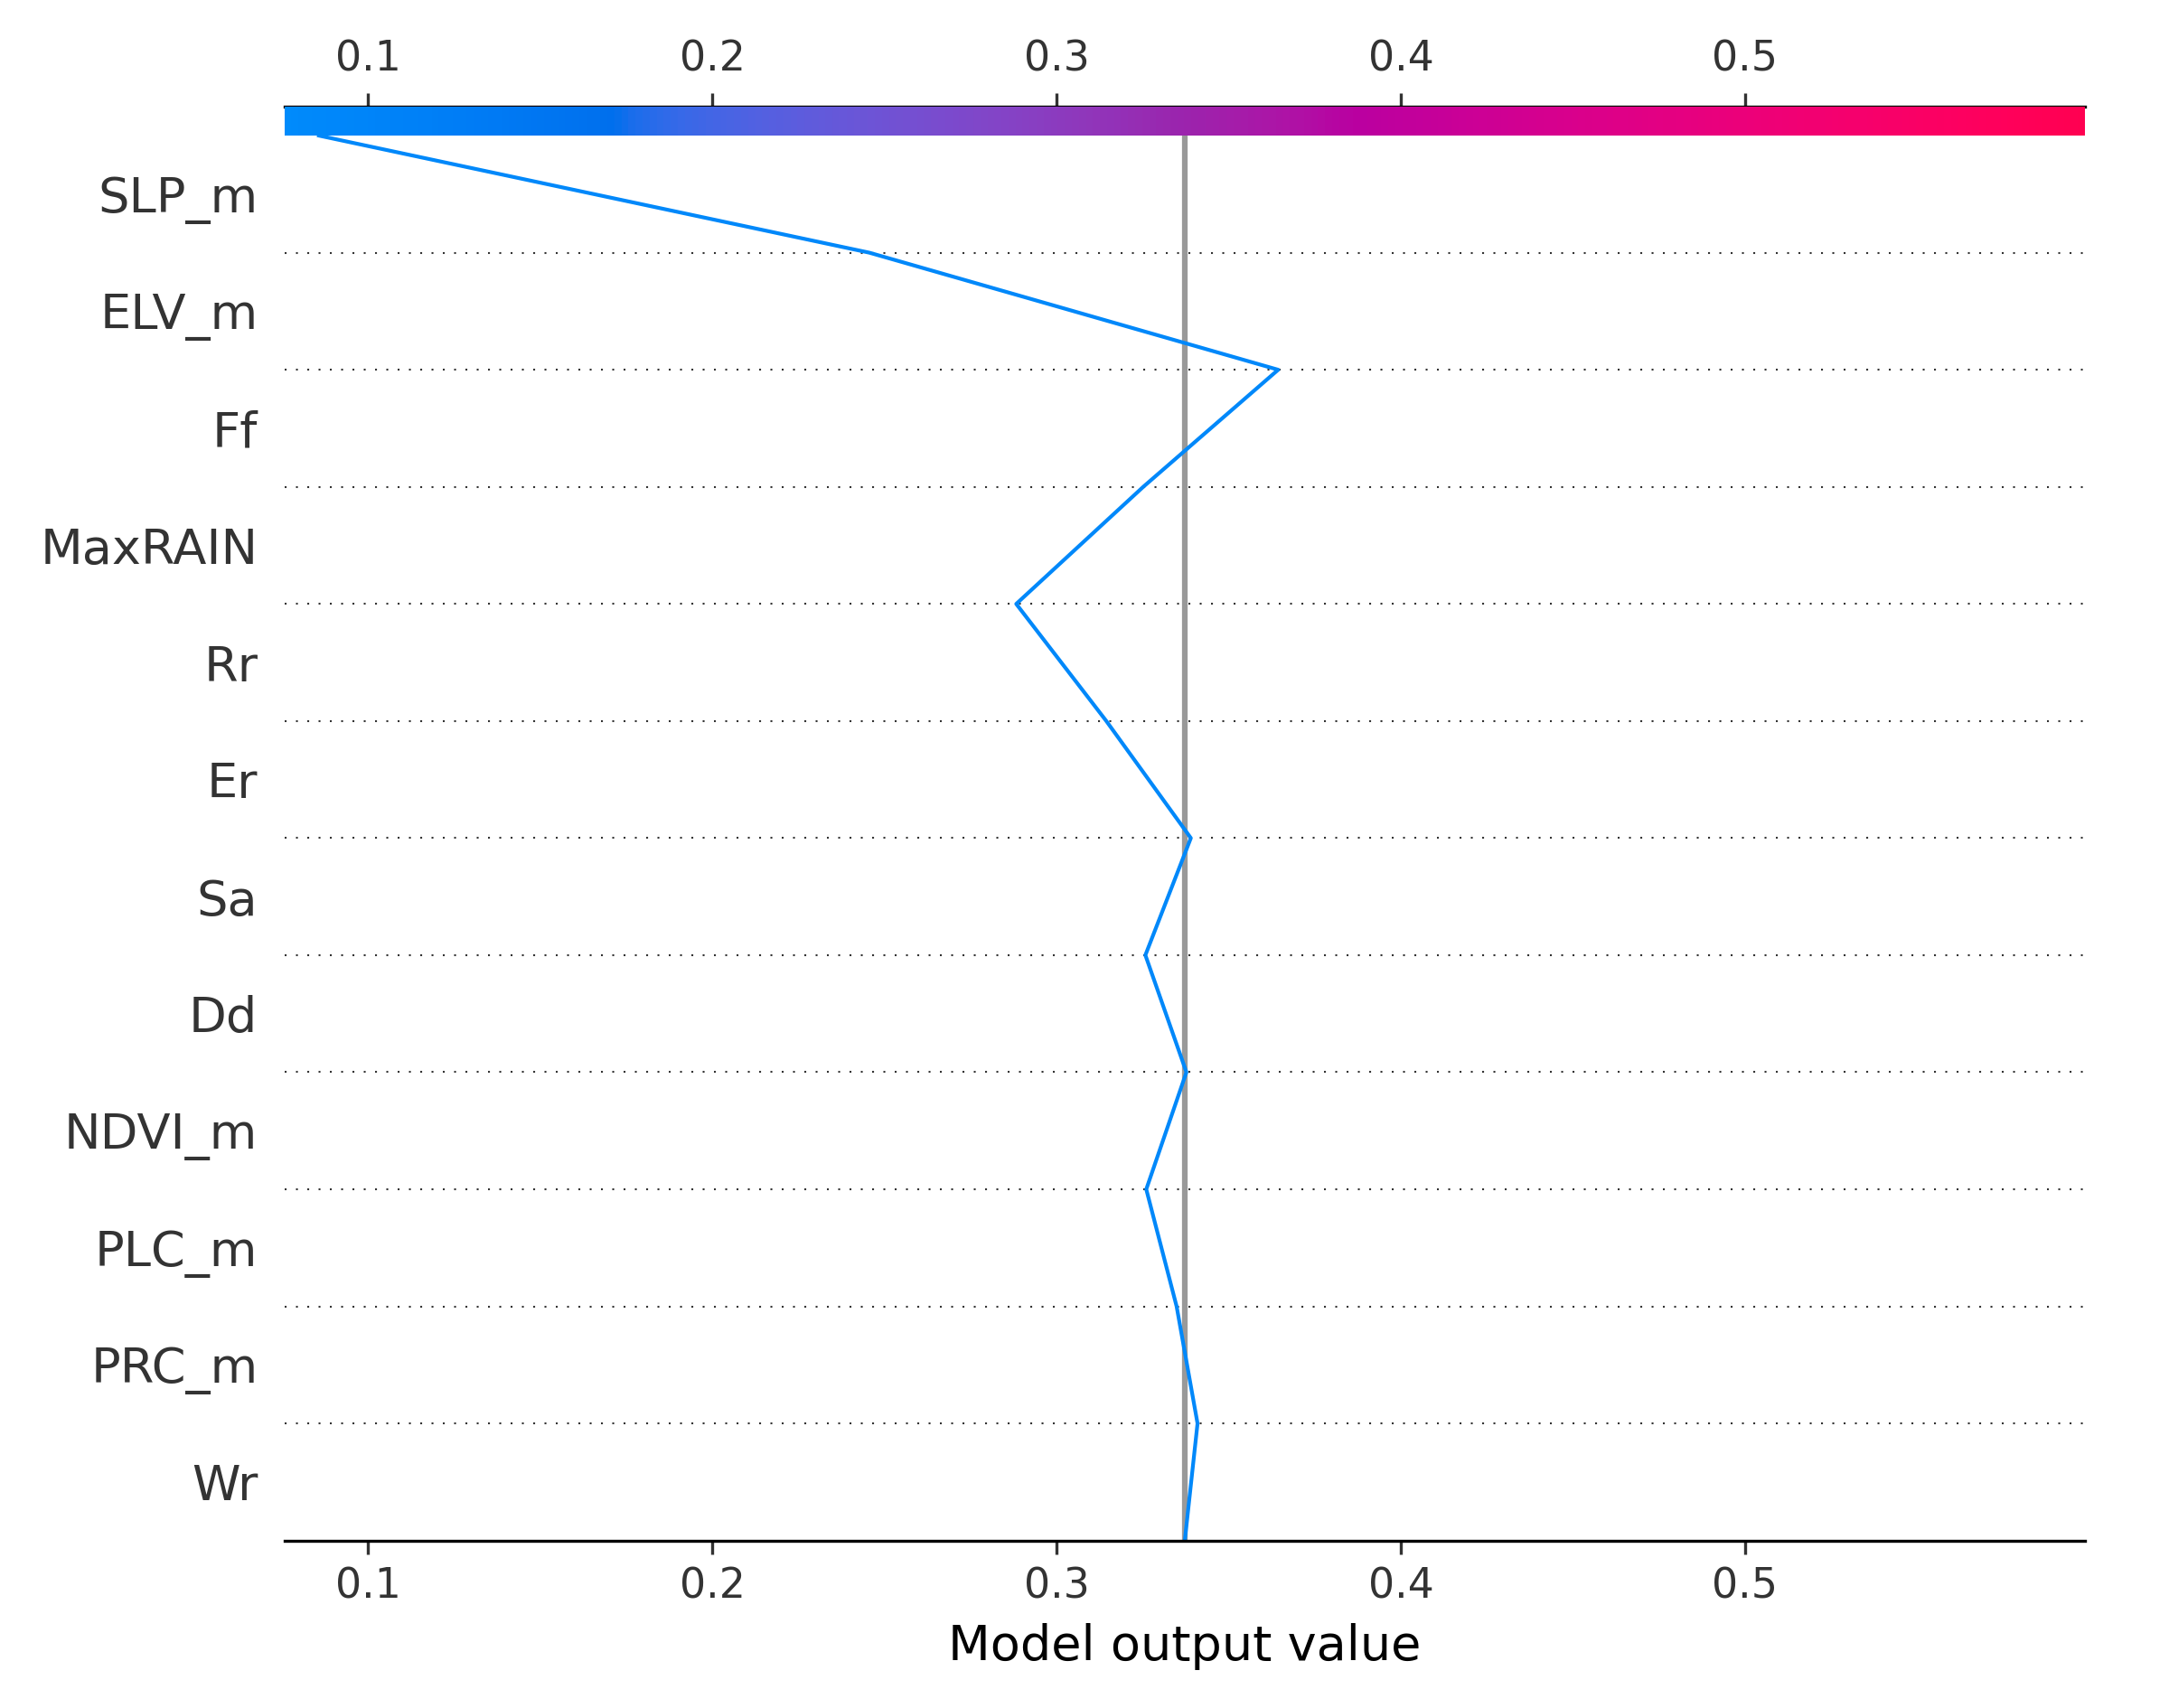 0.1 0.2 0.3 0.4 0.5
SLP_m
ELV_m
Ff
MaxRAIN
Rr
Er
Sa
Dd
NDVI_m
PLC_m
PRC_m
Wr
0.1 0.2 0.3 0.4 0.5
Model output value